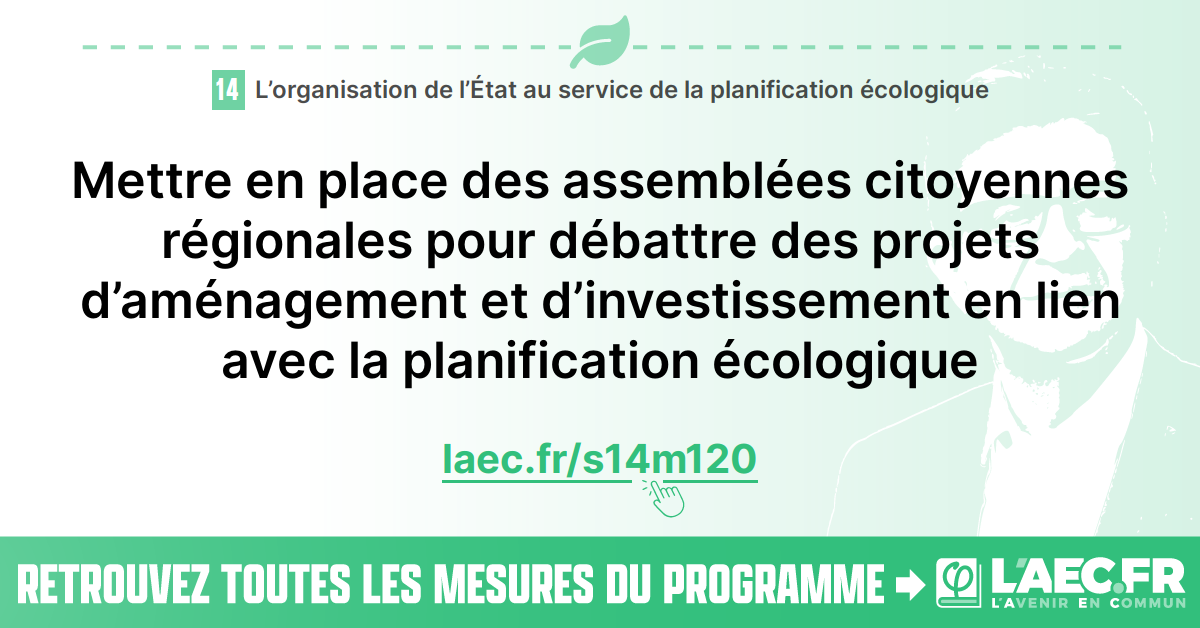 14 L’organisation de l’État au service de la planification écologique
Mettre en place des assemblées citoyennes
régionales pour débattre des projets
d’aménagement et d’investissement en lien
avec la planification écologique
laec.fr/s14m120
RETROUVEZ TOUTES LES MESURES DU PROGRAMME
φ L’AEC.FR
L’AVENIR EN COMMUN